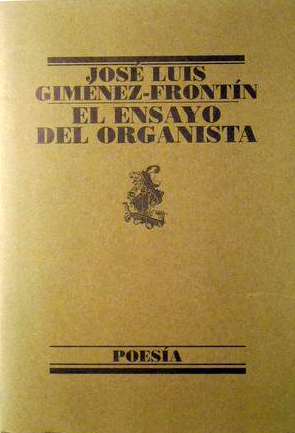 JOSÉ LUIS
GIMÉNEZ-FRONTÍN
EL ENSAYO
DEL ORGANISTA
POESÍA